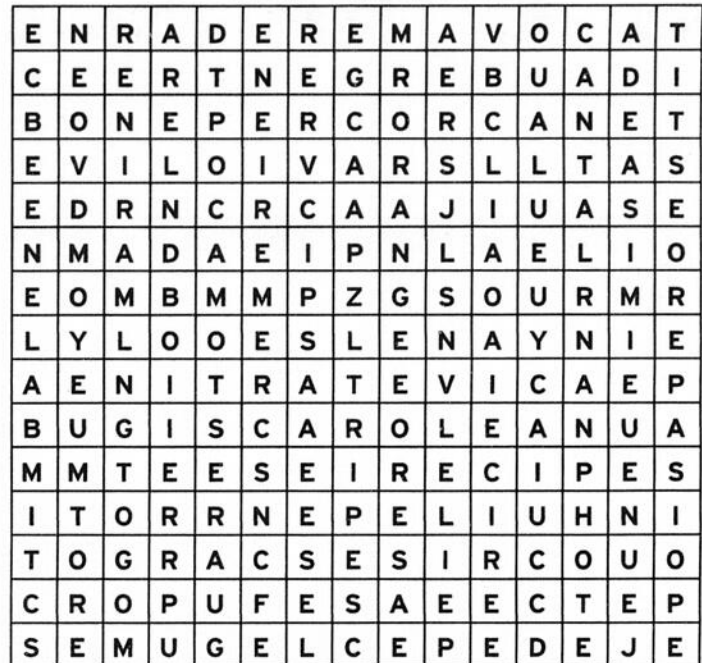 E N R A D E R E M A V O C A T
C E E R T N E G R E B U A D I
B O N E P E R C O R C A N E T
E V I L O I V A R S L L T A S
E D R N C R C A A J I U A S E
N M A D A E I P N L A E L I O
E O M B M M P Z G S O U R M R
L Y L O O E S L E N A Y N I E
A E N I T R A T E V I C A E P
B U G I S C A R O L E A N U A
M M T E E S E I R E C I P E S
I T O R R N E P E L I U H N I
T O G R A C S E S I R C O U O
C R O P U F E S A E E C T E P
S E M U G E L C E P E D E J E